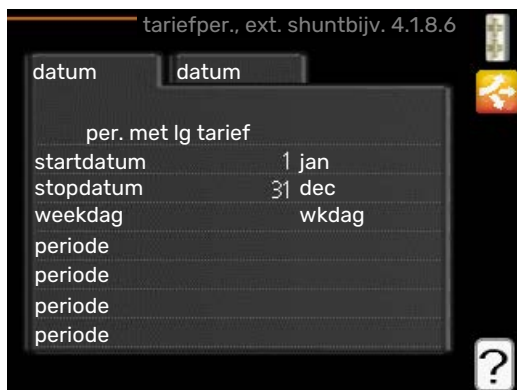 tariefper., ext. shuntbijv. 4.1.8.6
datum datum
per. met lg tarief
startdatum 1 jan
stopdatum 31 dec
weekdag wkdag
periode
periode
periode
periode
?